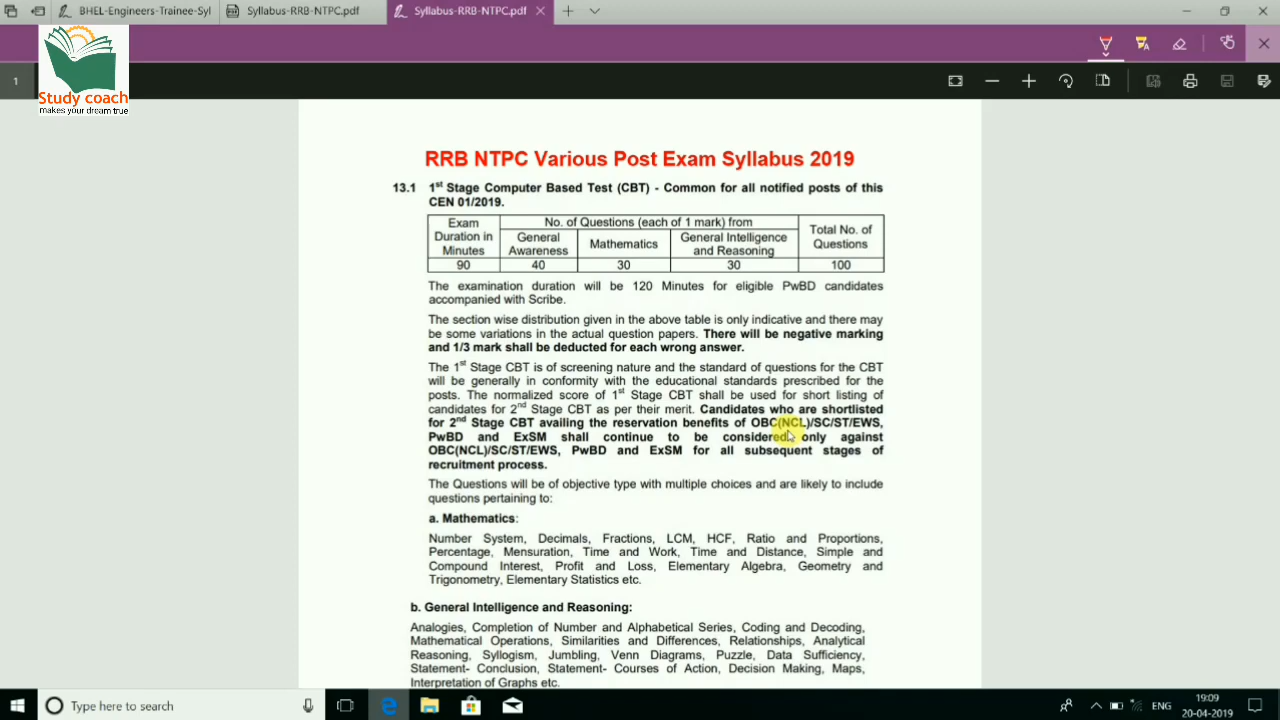 BHEL-Engineers-Trainee-Syl
Syllabus-RRB-NTPC.pdf
Syllabus-RRB-NTPC.pdf
1
Study coach
makes your dream true
RRB NTPC Various Post Exam Syllabus 2019
13.1 1st Stage Computer Based Test (CBT) - Common for all notified posts of this
CEN 01/2019.
Exam Duration in Minutes
No. of Questions (each of 1 mark) from
General Awareness
Mathematics
General Intelligence and Reasoning
Total No. of Questions
90 40 30 30 100
The examination duration will be 120 Minutes for eligible PwBD candidates
accompanied with Scribe.
The section wise distribution given in the above table is only indicative and there may
be some variations in the actual question papers. There will be negative marking
and 1/3 mark shall be deducted for each wrong answer.
The 1st Stage CBT is of screening nature and the standard of questions for the CBT
will be generally in conformity with the educational standards prescribed for the
posts. The normalized score of 1st Stage CBT shall be used for short listing of
candidates for 2nd Stage CBT as per their merit. Candidates who are shortlisted
for 2nd Stage CBT availing the reservation benefits of OBC(NCL)/SC/ST/EWS,
PwBD and ExSM shall continue to be considered only against
OBC(NCL)/SC/ST/EWS, PwBD and ExSM for all subsequent stages of
recruitment process.
The Questions will be of objective type with multiple choices and are likely to include
questions pertaining to:
a. Mathematics:
Number System, Decimals, Fractions, LCM, HCF, Ratio and Proportions,
Percentage, Mensuration, Time and Work, Time and Distance, Simple and
Compound Interest, Profit and Loss, Elementary Algebra, Geometry and
Trigonometry, Elementary Statistics etc.
b. General Intelligence and Reasoning:
Analogies, Completion of Number and Alphabetical Series, Coding and Decoding,
Mathematical Operations, Similarities and Differences, Relationships, Analytical
Reasoning, Syllogism, Jumbling, Venn Diagrams, Puzzle, Data Sufficiency,
Statement- Conclusion, Statement- Courses of Action, Decision Making, Maps,
Interpretation of Graphs etc.
Type here to search
ENG
19:09
20-04-2019